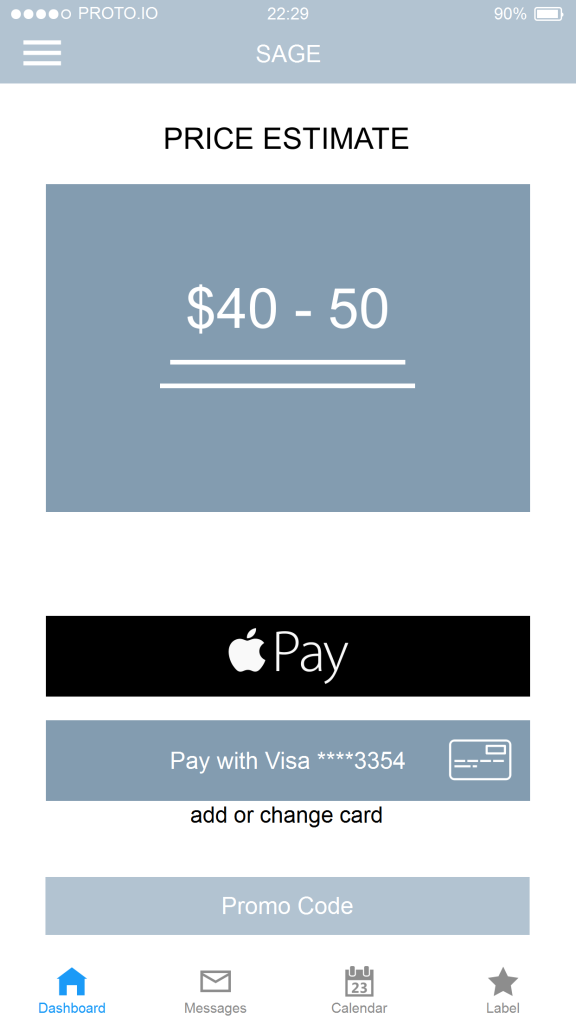 PROTO.IO 22:29 90%
SAGE
PRICE ESTIMATE
$40 - 50
Pay
Pay with Visa ****3354
add or change card
Promo Code
23
Dashboard Messages Calendar Label